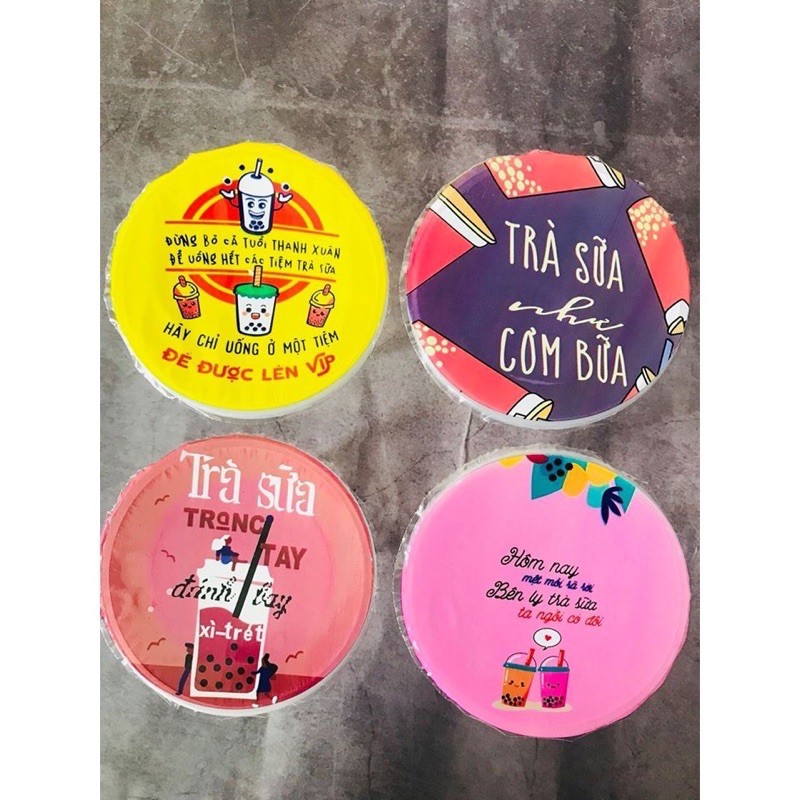 ĐỪNG BỎ CẢ TUỔI THANH XUÂN
ĐỂ UỐNG HẾT CÁC TIỆM TRÀ SỮA
HÃY CHỈ UỐNG Ở MỘT TIỆM
ĐỂ ĐƯỢC LÊN VIP
TRÀ SỮA
như
CƠM BỮA
Trà sữa
TRONG
TAY
đánh bay
xì-trét
Hôm nay
mệt mỏi rã rời
Bên ly trà sữa
ta ngồi có đôi